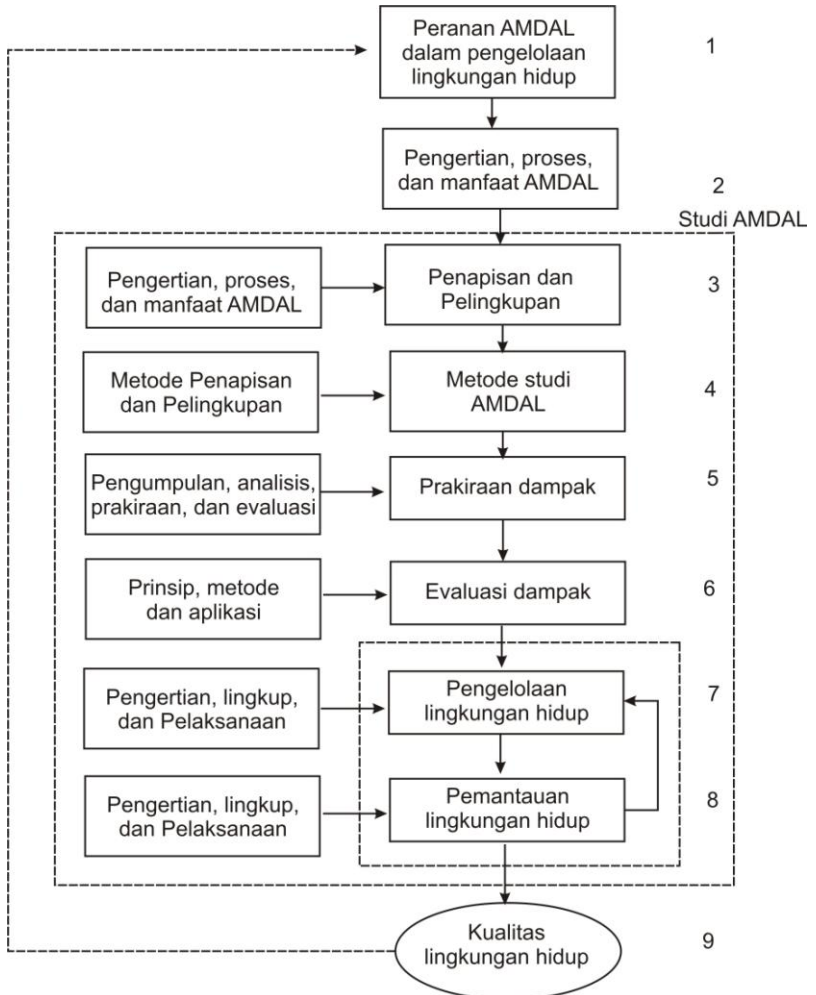 Peranan AMDAL
dalam pengelolaan
lingkungan hidup
1
Pengertian, proses,
dan manfaat AMDAL
2
Studi AMDAL
Pengertian, proses,
dan manfaat AMDAL
Penapisan dan
Pelingkupan
3
Metode Penapisan
dan Pelingkupan
Metode studi
AMDAL
4
Pengumpulan, analisis,
prakiraan, dan evaluasi
Prakiraan dampak
5
Prinsip, metode
dan aplikasi
Evaluasi dampak
6
Pengertian, lingkup,
dan Pelaksanaan
Pengelolaan
lingkungan hidup
7
Pengertian, lingkup,
dan Pelaksanaan
Pemantauan
lingkungan hidup
8
Kualitas
lingkungan hidup
9